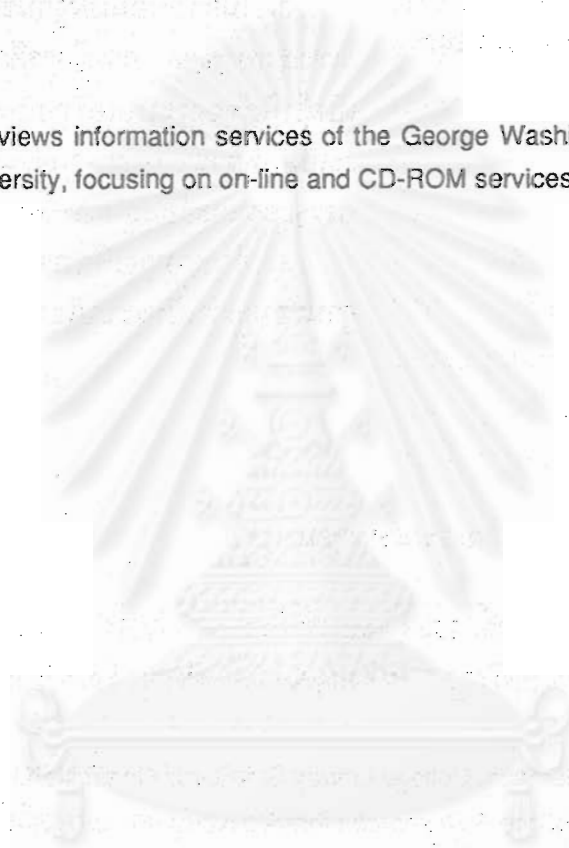 views information services of the George Wash
ersity, focusing on on-line and CD-ROM services